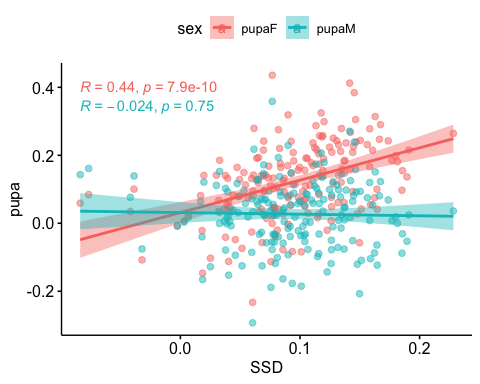 sex a pupaF a pupaM
R = 0.44, p = 7.9e-10
R = −0.024, p = 0.75
0.4
0.2
0.0
-0.2
pupa
0.0 0.1 0.2
SSD